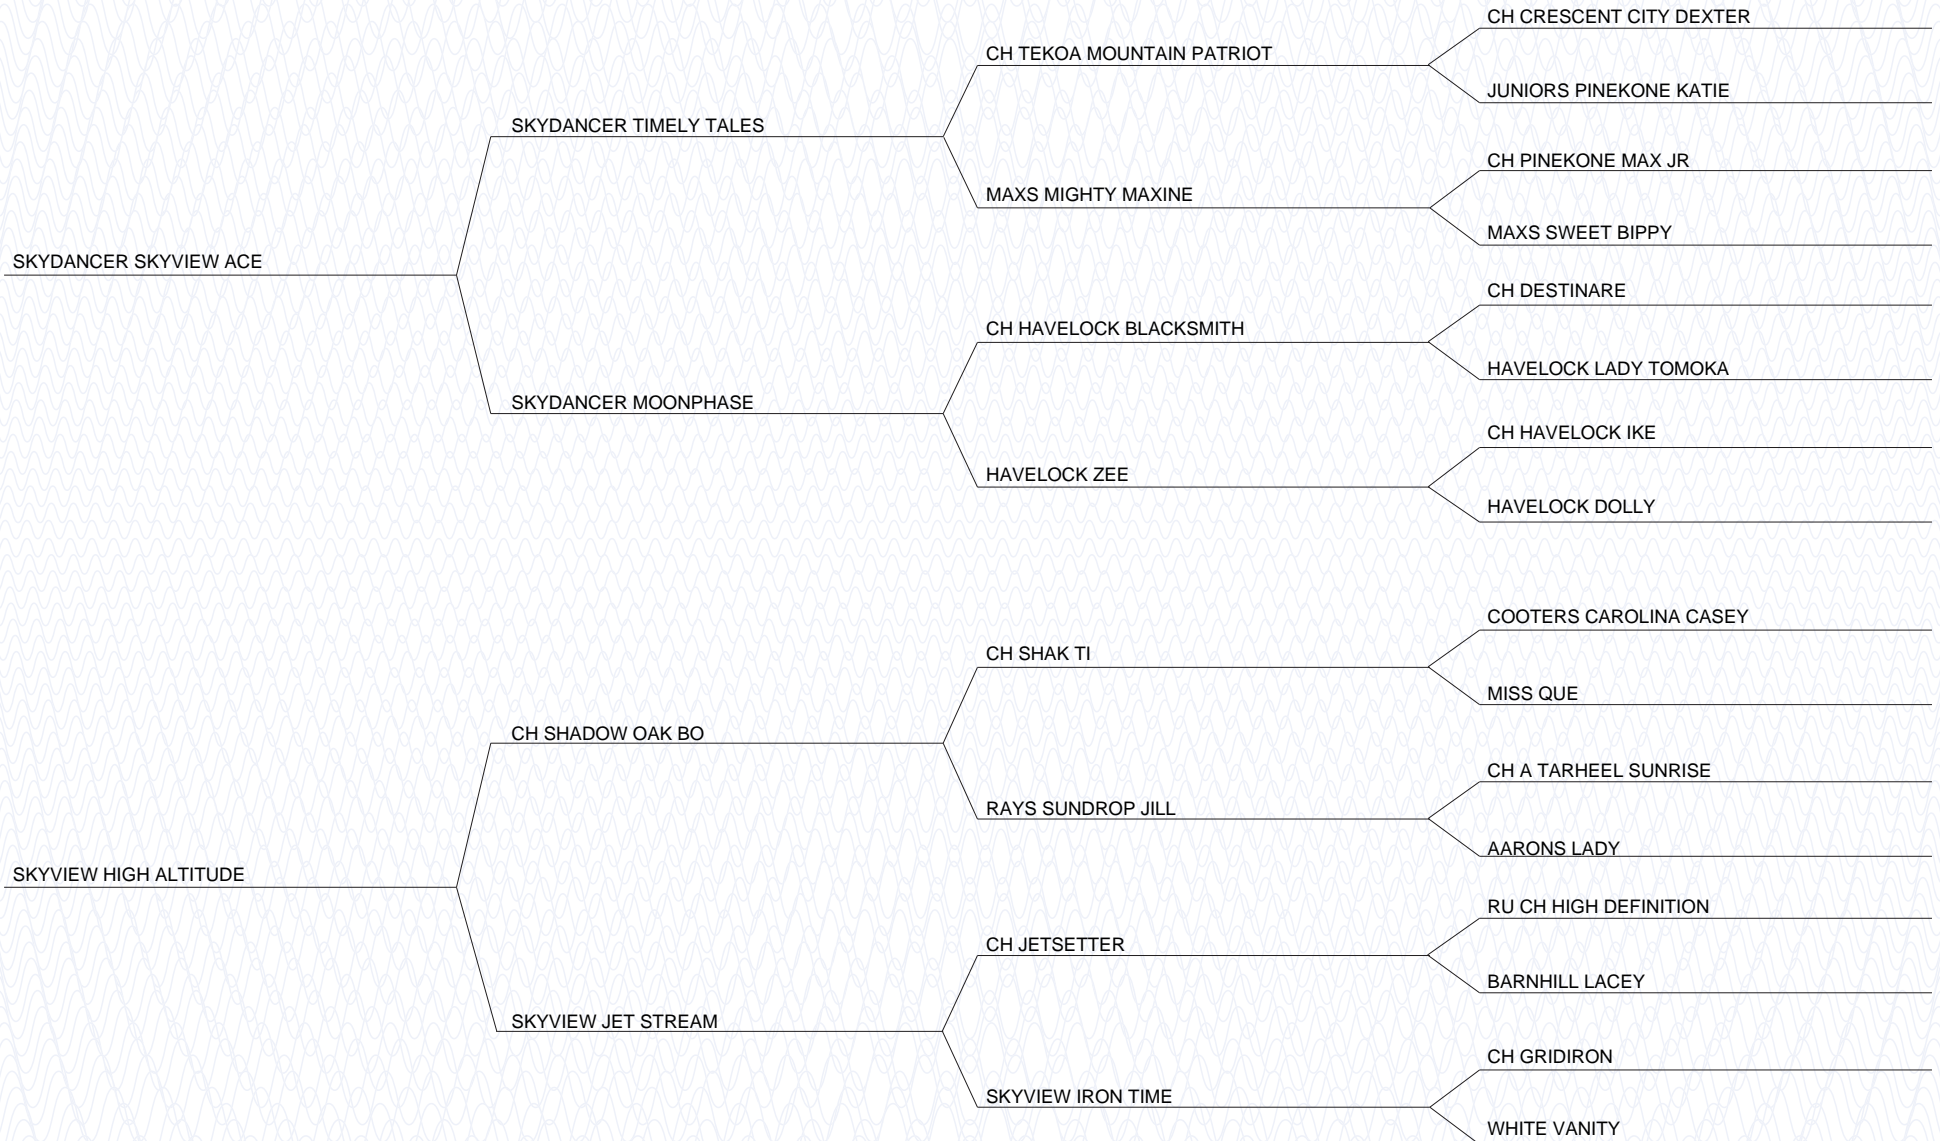 CH CRESCENT CITY DEXTER
CH TEKOA MOUNTAIN PATRIOT
JUNIORS PINEKONE KATIE
SKYDANCER TIMELY TALES
CH PINEKONE MAX JR
MAXS MIGHTY MAXINE
MAXS SWEET BIPPY
SKYDANCER SKYVIEW ACE
CH DESTINARE
CH HAVELOCK BLACKSMITH
HAVELOCK LADY TOMOKA
SKYDANCER MOONPHASE
CH HAVELOCK IKE
HAVELOCK ZEE
HAVELOCK DOLLY
COOTERS CAROLINA CASEY
CH SHAK TI
MISS QUE
CH SHADOW OAK BO
CH A TARHEEL SUNRISE
RAYS SUNDROP JILL
AARONS LADY
SKYVIEW HIGH ALTITUDE
RU CH HIGH DEFINITION
CH JETSETTER
BARNHILL LACEY
SKYVIEW JET STREAM
CH GRIDIRON
SKYVIEW IRON TIME
WHITE VANITY